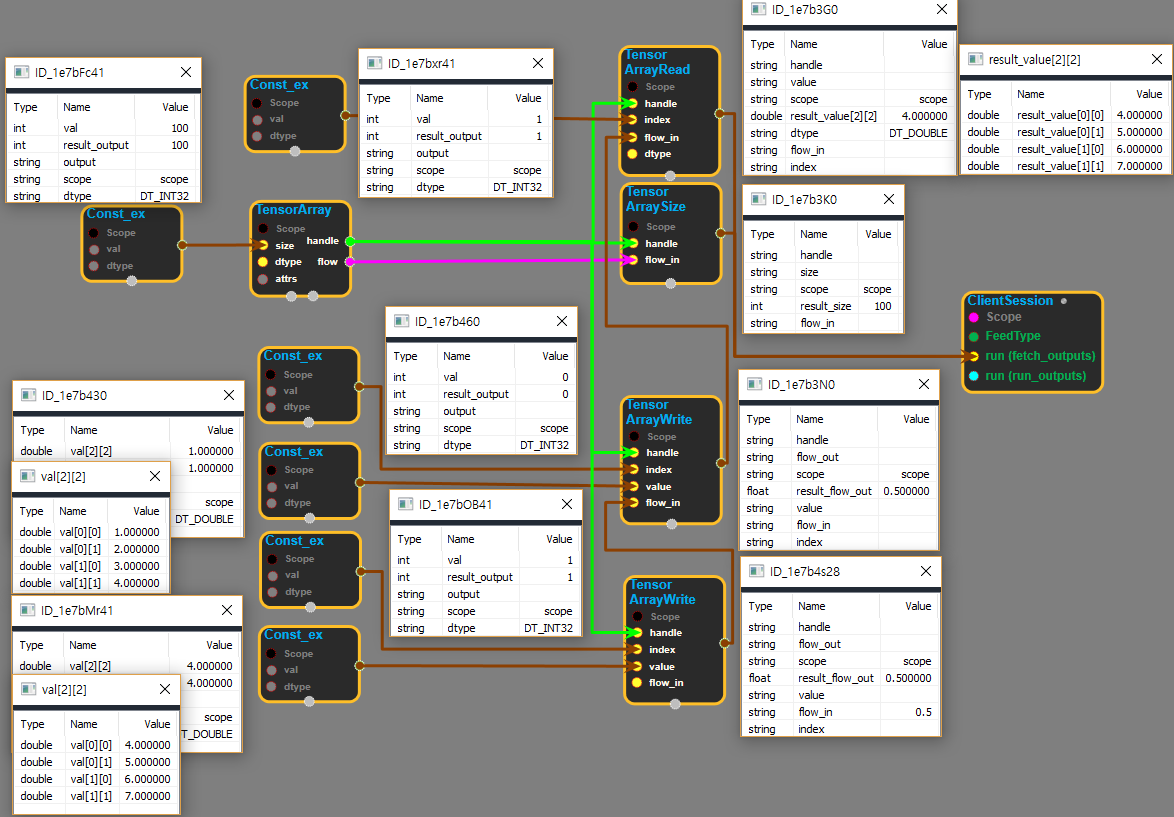 ID_1e7bFc41
Type Name Value
int val 100
int result_output 100
string output
string scope scope
string dtype DT_INT32
Const_ex
Scope
val
dtype
Const_ex
Scope
val
dtype
ID_1e7bxr41
Type Name Value
int val 1
int result_output 1
string output
string scope scope
string dtype DT_INT32
TensorArray
Scope
size handle
dtype flow
attrs
Tensor
ArrayRead
Scope
handle
index
flow_in
dtype
Tensor
ArraySize
Scope
handle
flow_in
ID_1e7b3G0
Type Name Value
string handle
string value
string scope scope
double result_value[2][2] 4.000000
string dtype DT_DOUBLE
string flow_in
string index
result_value[2][2]
Type Name Value
double result_value[0][0] 4.000000
double result_value[0][1] 5.000000
double result_value[1][0] 6.000000
double result_value[1][1] 7.000000
ID_1e7b3K0
Type Name Value
string handle
string size
string scope scope
int result_size 100
string flow_in
ClientSession
Scope
FeedType
run (fetch_outputs)
run (run_outputs)
ID_1e7b460
Type Name Value
int val 0
int result_output 0
string output
string scope scope
string dtype DT_INT32
Const_ex
Scope
val
dtype
Const_ex
Scope
val
dtype
Const_ex
Scope
val
dtype
Const_ex
Scope
val
dtype
ID_1e7b430
Type Name Value
double val[2][2] 1.000000
1.000000
scope
DT_DOUBLE
val[2][2]
Type Name Value
double val[0][0] 1.000000
double val[0][1] 2.000000
double val[1][0] 3.000000
double val[1][1] 4.000000
ID_1e7bMr41
Type Name Value
double val[2][2] 4.000000
4.000000
scope
T_DOUBLE
val[2][2]
Type Name Value
double val[0][0] 4.000000
double val[0][1] 5.000000
double val[1][0] 6.000000
double val[1][1] 7.000000
ID_1e7bOB41
Type Name Value
int val 1
int result_output 1
string output
string scope scope
string dtype DT_INT32
Tensor
ArrayWrite
Scope
handle
index
value
flow_in
Tensor
ArrayWrite
Scope
handle
index
value
flow_in
ID_1e7b3N0
Type Name Value
string handle
string flow_out
string scope scope
float result_flow_out 0.500000
string value
string flow_in
string index
ID_1e7b4s28
Type Name Value
string handle
string flow_out
string scope scope
float result_flow_out 0.500000
string value
string flow_in 0.5
string index